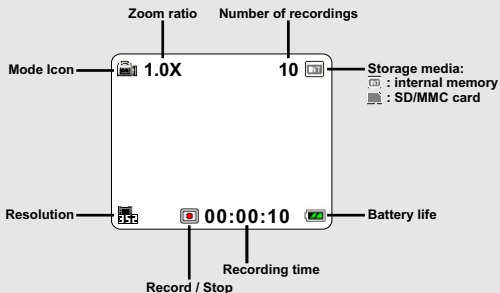 Zoom ratio
Number of recordings
Mode Icon
1.0X
10
Storage media:
: internal memory
: SD/MMC card
Resolution
00:00:10
Battery life
Recording time
Record / Stop